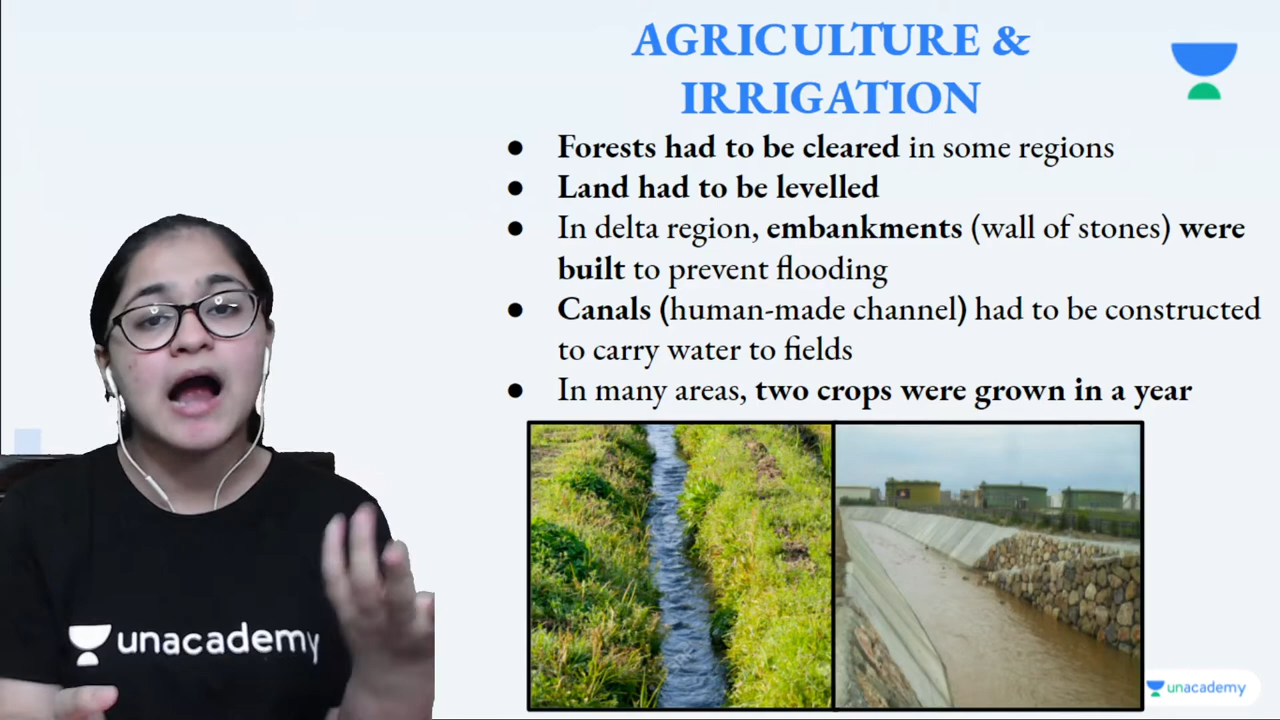 AGRICULTURE &
IRRIGATION
● Forests had to be cleared in some regions
● Land had to be levelled
● In delta region, embankments (wall of stones) were
built to prevent flooding
● Canals (human-made channel) had to be constructed
to carry water to fields
● In many areas, two crops were grown in a year
unacademy
unacademy